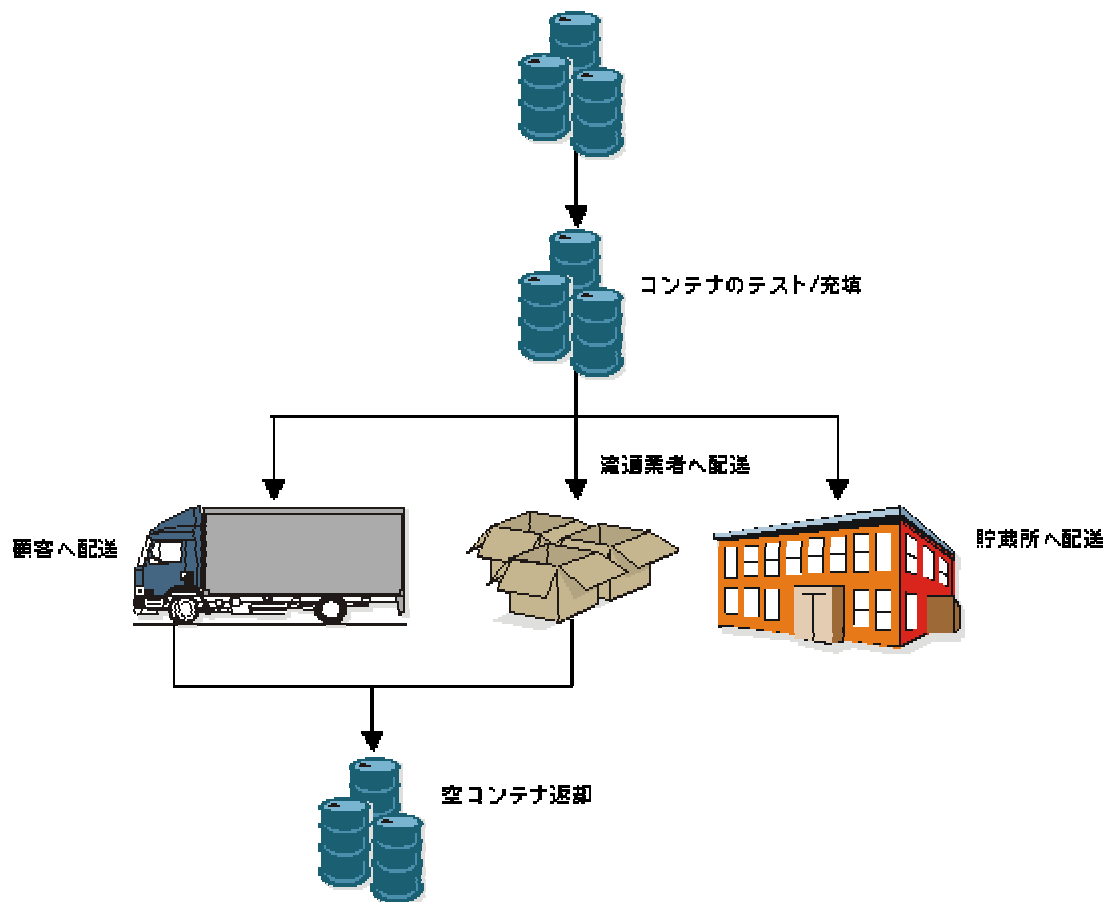 コンテナのテスト/充填
流通業者へ配送
顧客へ配送
貯蔵所へ配送
空コンテナ返却